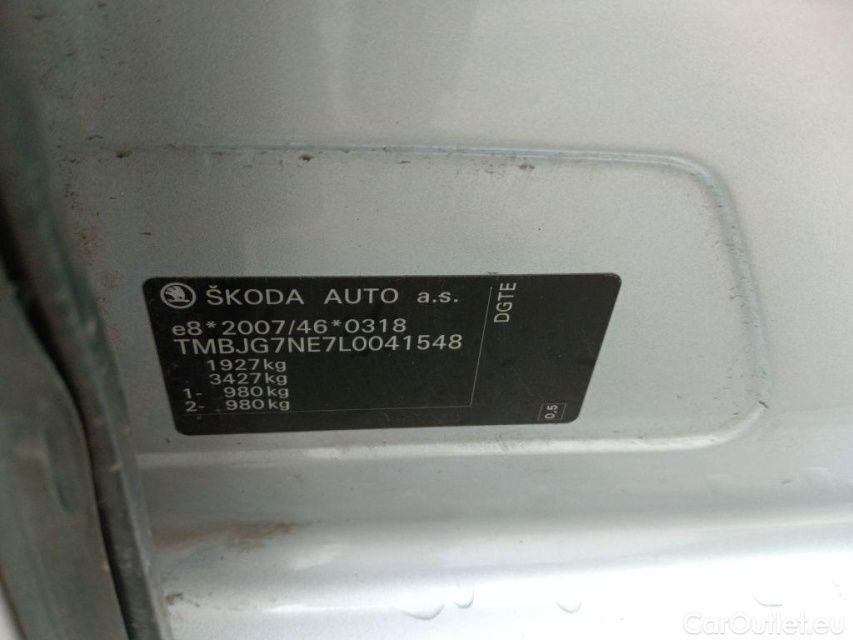 ŠKODA AUTO a.s.
DGTE
e8*2007/46*0318
TMBJG7NE7L0041548
1927kg
3427kg
1- 980kg
2- 980kg
0.5
CarOutlet.eu